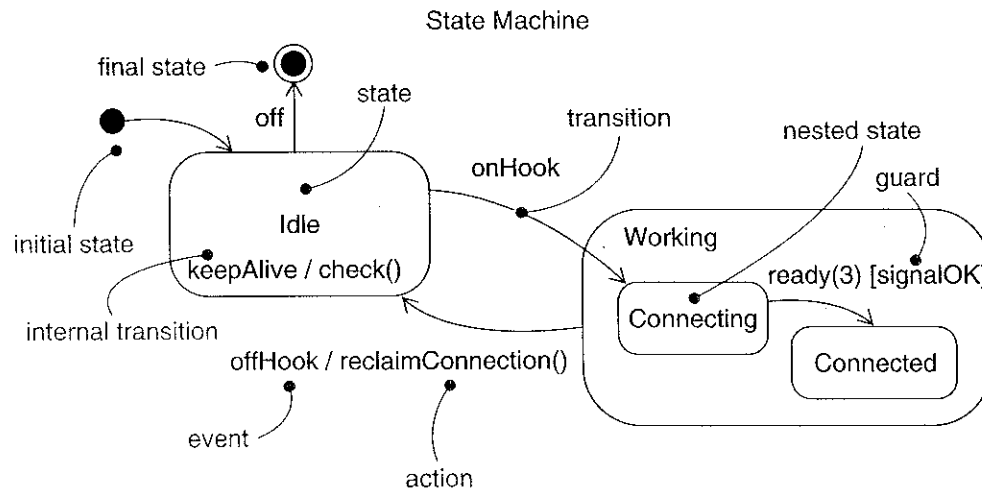 State Machine
final state
state
off
transition
nested state
onHook
guard
initial state
Idle
Working
keepAlive / check()
ready(3) [signalOK]
internal transition
Connecting
offHook / reclaimConnection()
Connected
event
action